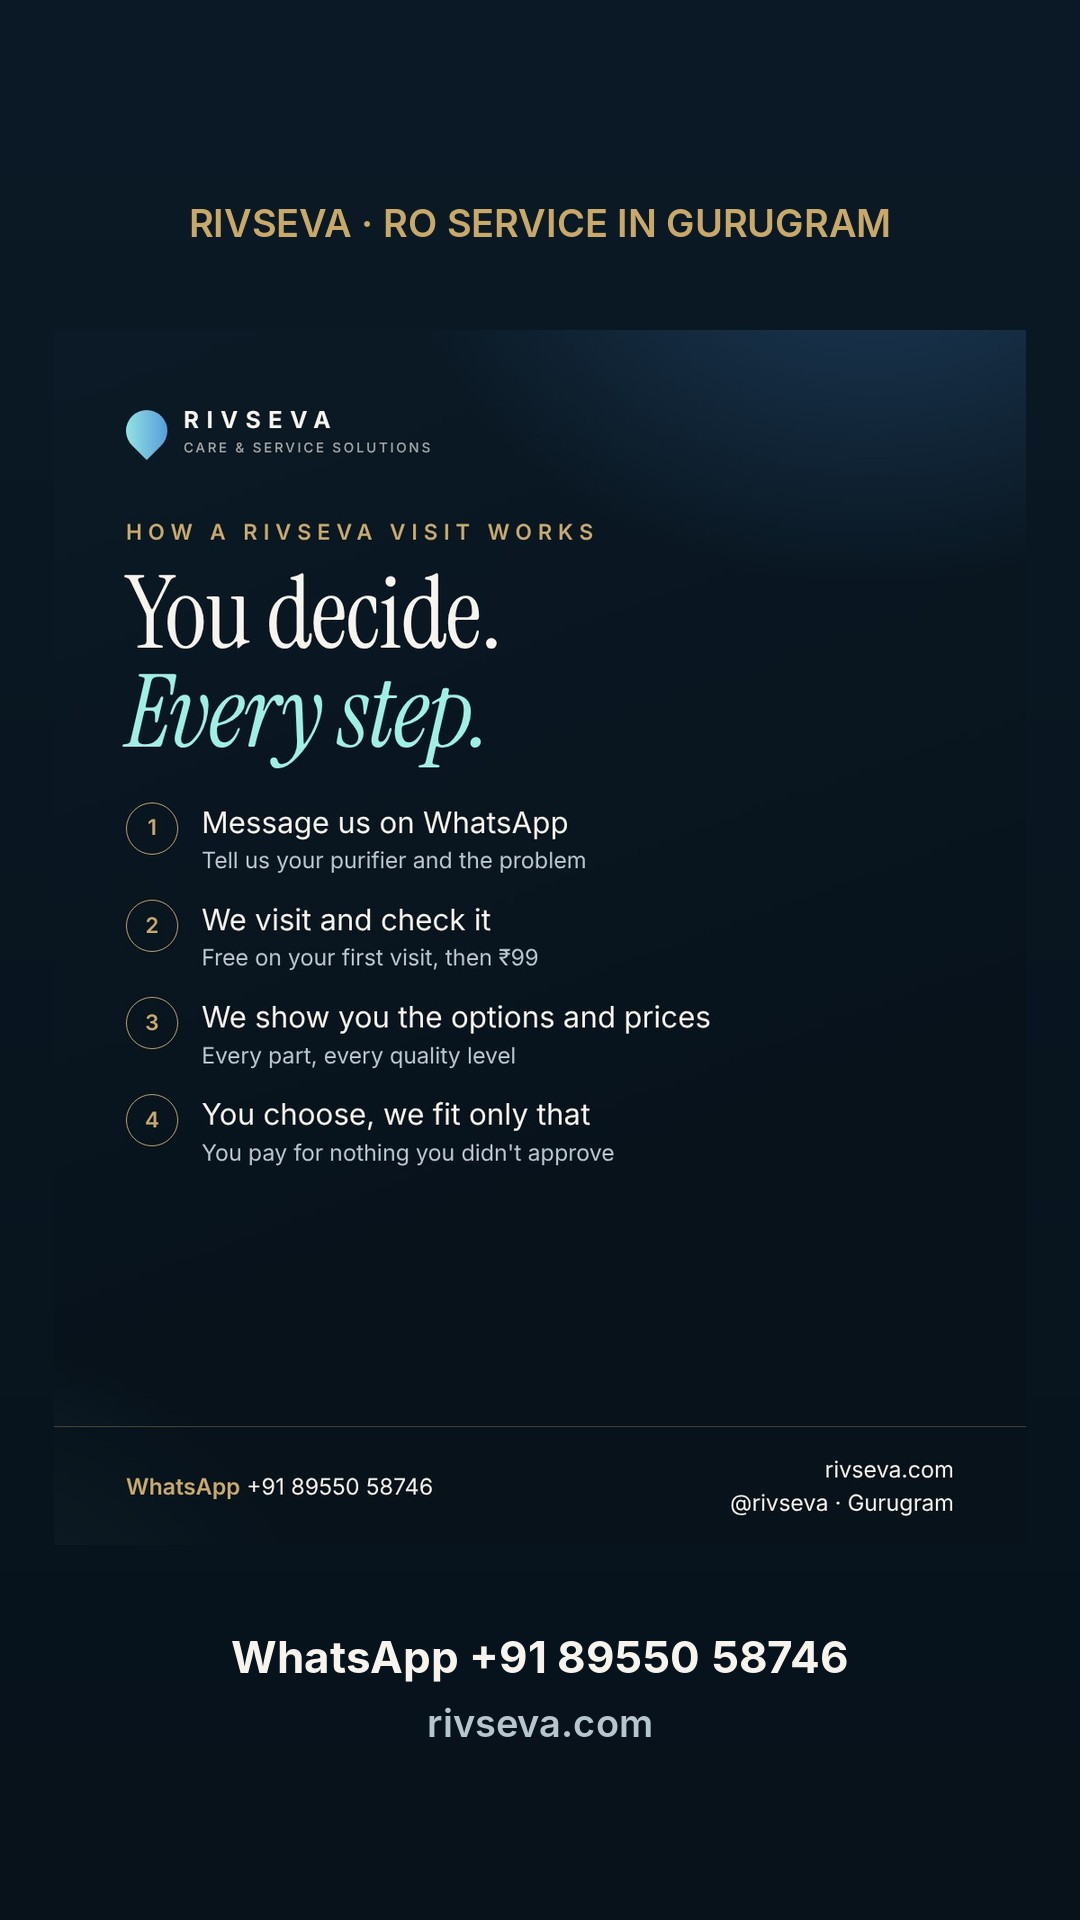 RIVSEVA · RO SERVICE IN GURUGRAM
RIVSEVA
CARE & SERVICE SOLUTIONS
HOW A RIVSEVA VISIT WORKS
You decide.
Every step.
1
Message us on WhatsApp
Tell us your purifier and the problem
2
We visit and check it
Free on your first visit, then ₹99
3
We show you the options and prices
Every part, every quality level
4
You choose, we fit only that
You pay for nothing you didn't approve
WhatsApp +91 89550 58746
rivseva.com
@rivseva · Gurugram
WhatsApp +91 89550 58746
rivseva.com